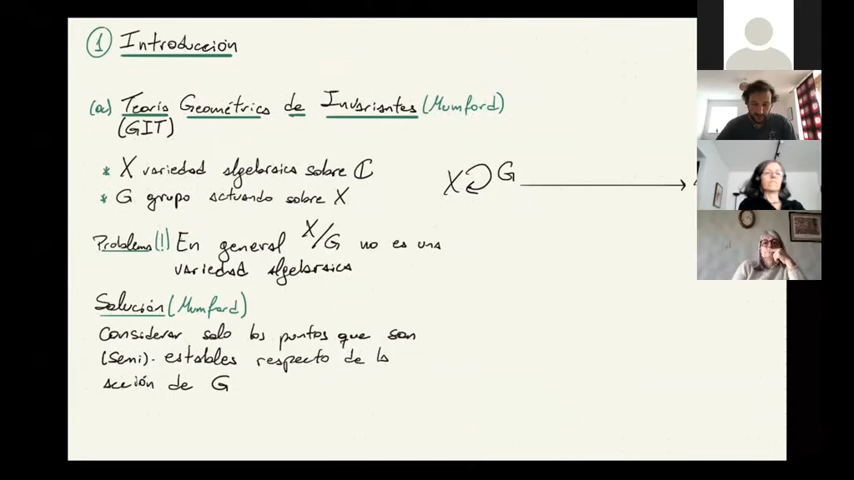 ① Introducción
(a) Teoría Geométrica de Invariantes (Mumford)
(GIT)
* X variedad algebraica sobre ℂ
* G grupo actuando sobre X
X G
Problema(!) En general X/G no es una
variedad algebraica
Solución (Mumford)
Considerar solo los puntos que son
(semi)-estables respecto de la
acción de G